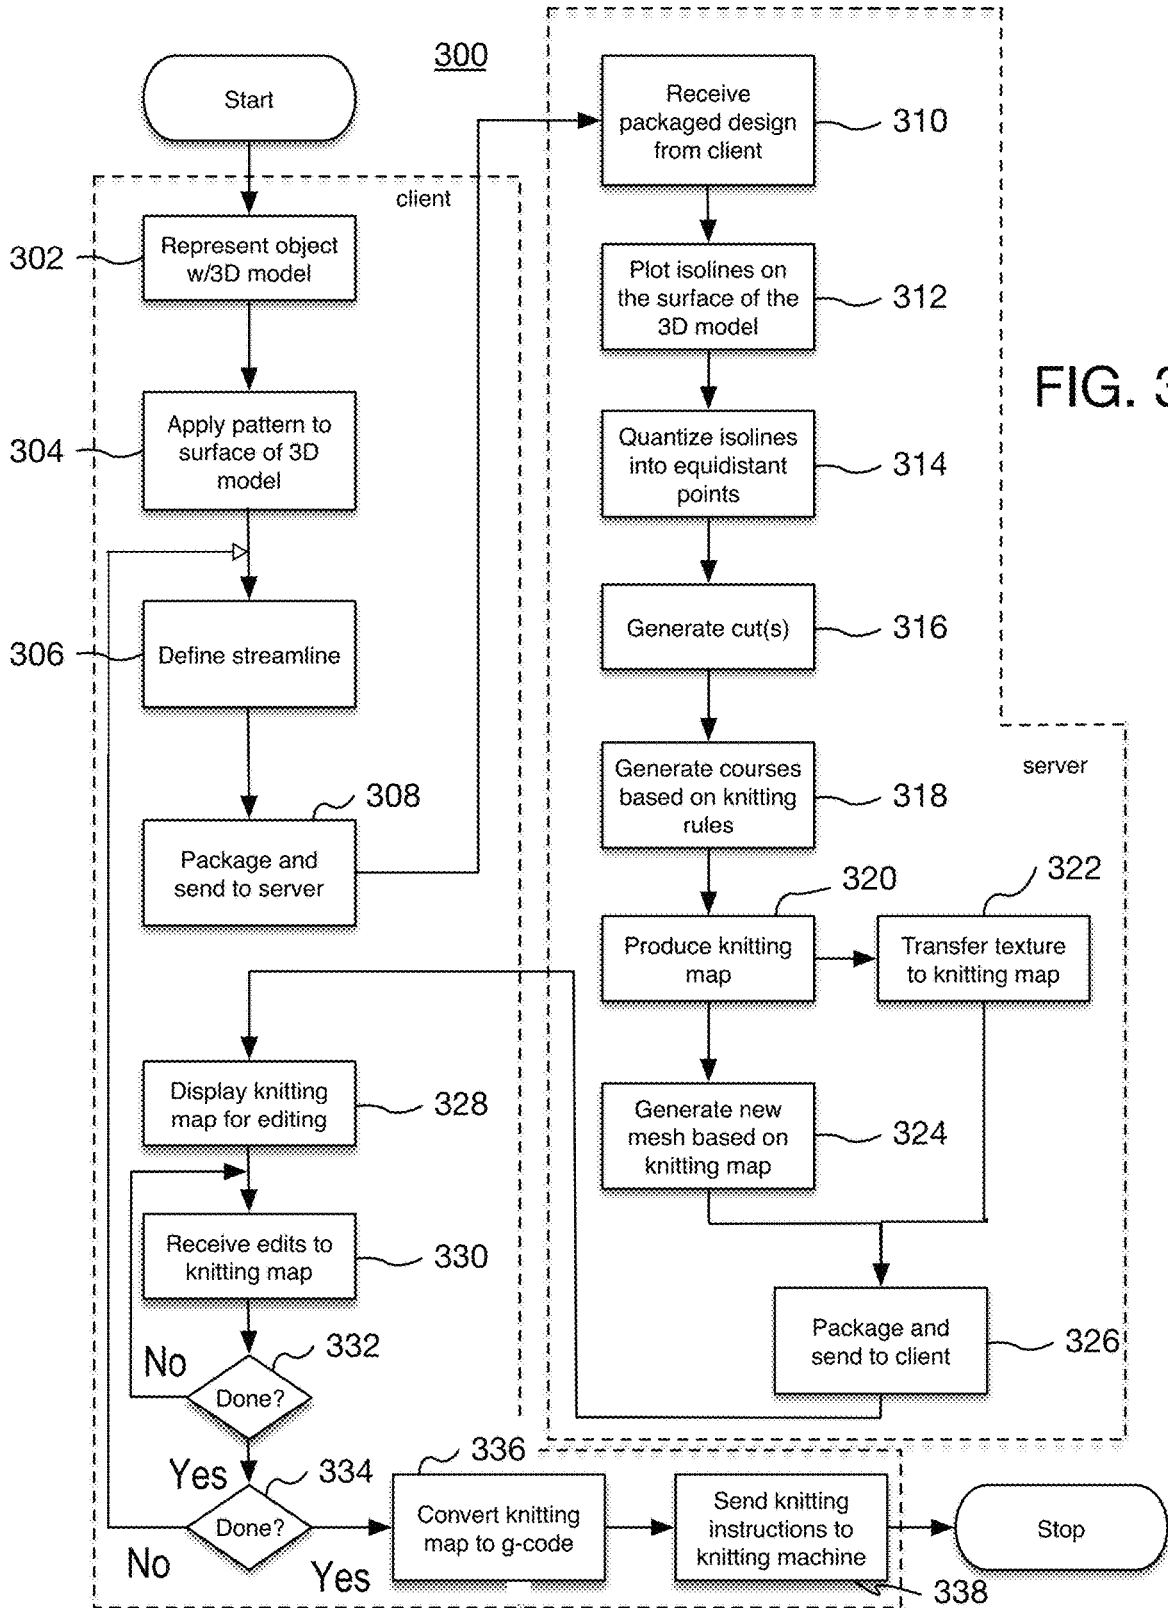 300
Start
client
302
Represent object
w/3D model
304
Apply pattern to
surface of 3D
model
306
Define streamline
308
Package and
send to server
Receive
packaged design
from client
310
Plot isolines on
the surface of the
3D model
312
FIG. 3
Quantize isolines
into equidistant
points
314
Generate cut(s)
316
server
Generate courses
based on knitting
rules
318
320
Produce knitting
map
322
Transfer texture
to knitting map
Generate new
mesh based on
knitting map
324
Package and
send to client
326
Display knitting
map for editing
328
Receive edits to
knitting map
330
332
No
Done?
Yes
334
Done?
No
Yes
336
Convert knitting
map to g-code
Send knitting
instructions to
knitting machine
338
Stop